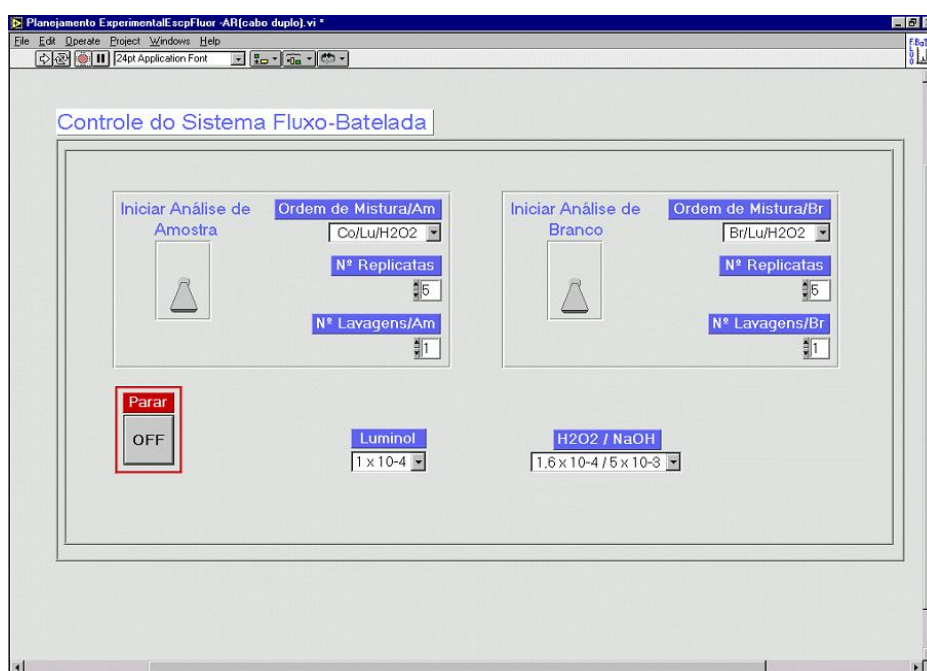 Planejamento ExperimentalEscpFluor -AR(cabo duplo).vi *
File Edit Operate Project Windows Help
24pt Application Font
Controle do Sistema Fluxo-Batelada
Iniciar Análise de
Amostra
Ordem de Mistura/Am
Co/Lu/H2O2
Nº Replicatas
5
Nº Lavagens/Am
1
Iniciar Análise de
Branco
Ordem de Mistura/Br
Br/Lu/H2O2
Nº Replicatas
5
Nº Lavagens/Br
1
Parar
OFF
Luminol
1 x 10-4
H2O2 / NaOH
1,6 x 10-4 / 5 x 10-3